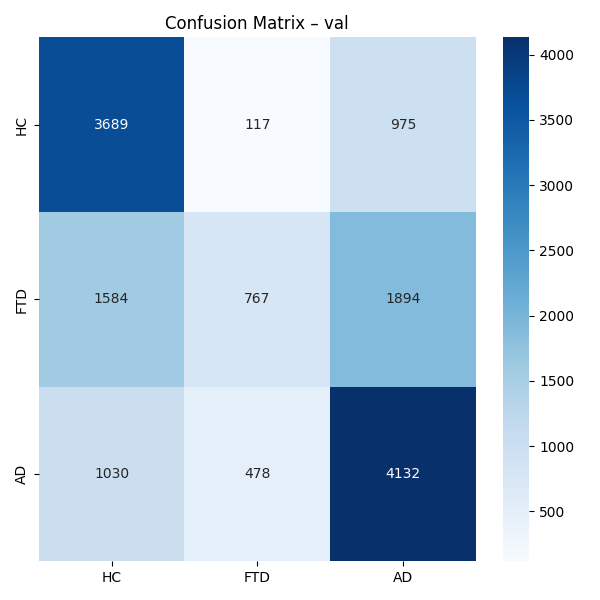 Confusion Matrix – val
HC 3689 117 975
FTD 1584 767 1894
AD 1030 478 4132
HC FTD AD
4000
3500
3000
2500
2000
1500
1000
500